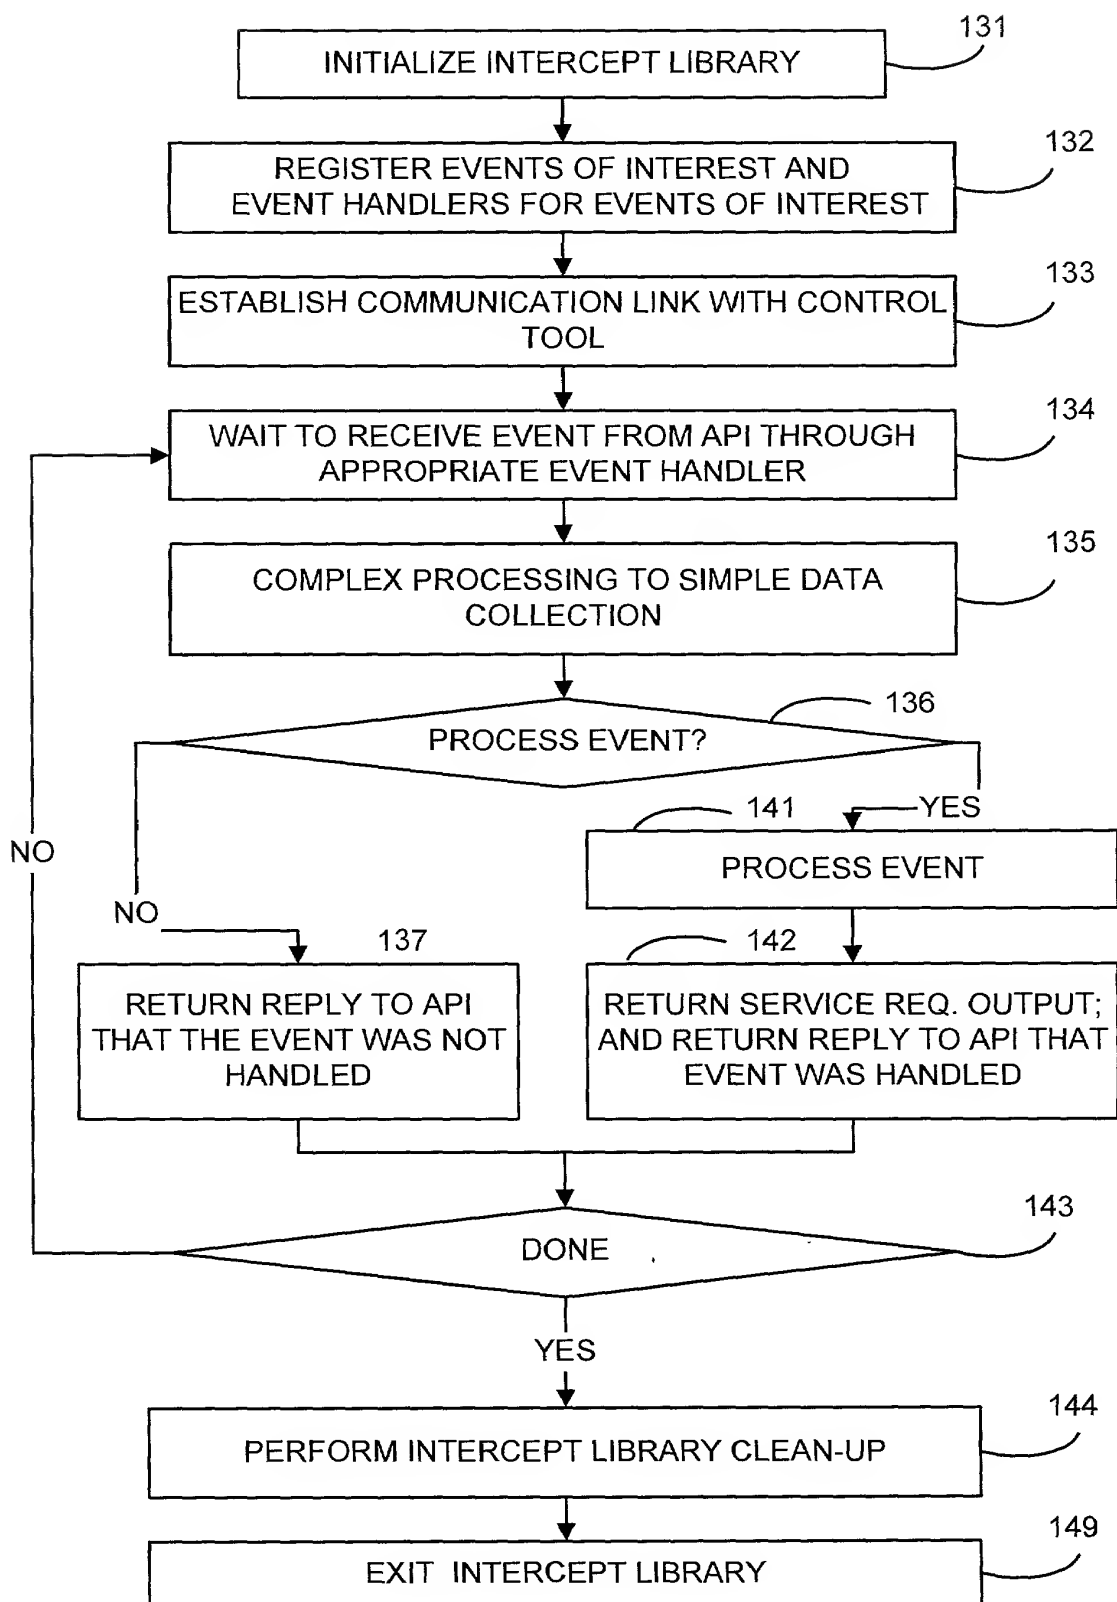 131
INITIALIZE INTERCEPT LIBRARY
132
REGISTER EVENTS OF INTEREST AND
EVENT HANDLERS FOR EVENTS OF INTEREST
133
ESTABLISH COMMUNICATION LINK WITH CONTROL
TOOL
134
WAIT TO RECEIVE EVENT FROM API THROUGH
APPROPRIATE EVENT HANDLER
135
COMPLEX PROCESSING TO SIMPLE DATA
COLLECTION
136
PROCESS EVENT?
141
YES
NO
PROCESS EVENT
NO
137
142
RETURN REPLY TO API
THAT THE EVENT WAS NOT
HANDLED
RETURN SERVICE REQ. OUTPUT;
AND RETURN REPLY TO API THAT
EVENT WAS HANDLED
143
DONE
YES
144
PERFORM INTERCEPT LIBRARY CLEAN-UP
149
EXIT INTERCEPT LIBRARY